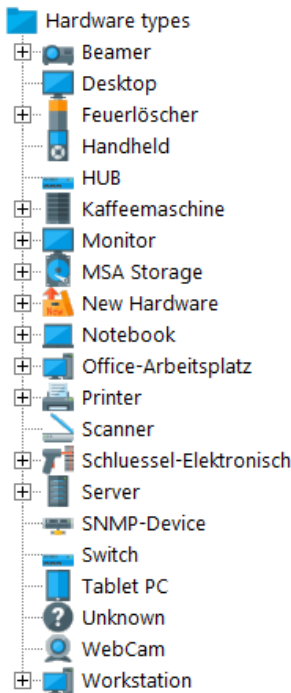 Hardware types
Beamer
Desktop
Feuerlöscher
Handheld
HUB
Kaffeemaschine
Monitor
MSA Storage
New
New Hardware
Notebook
Office-Arbeitsplatz
Printer
Scanner
Schluessel-Elektronisch
Server
SNMP-Device
Switch
Tablet PC
Unknown
WebCam
Workstation